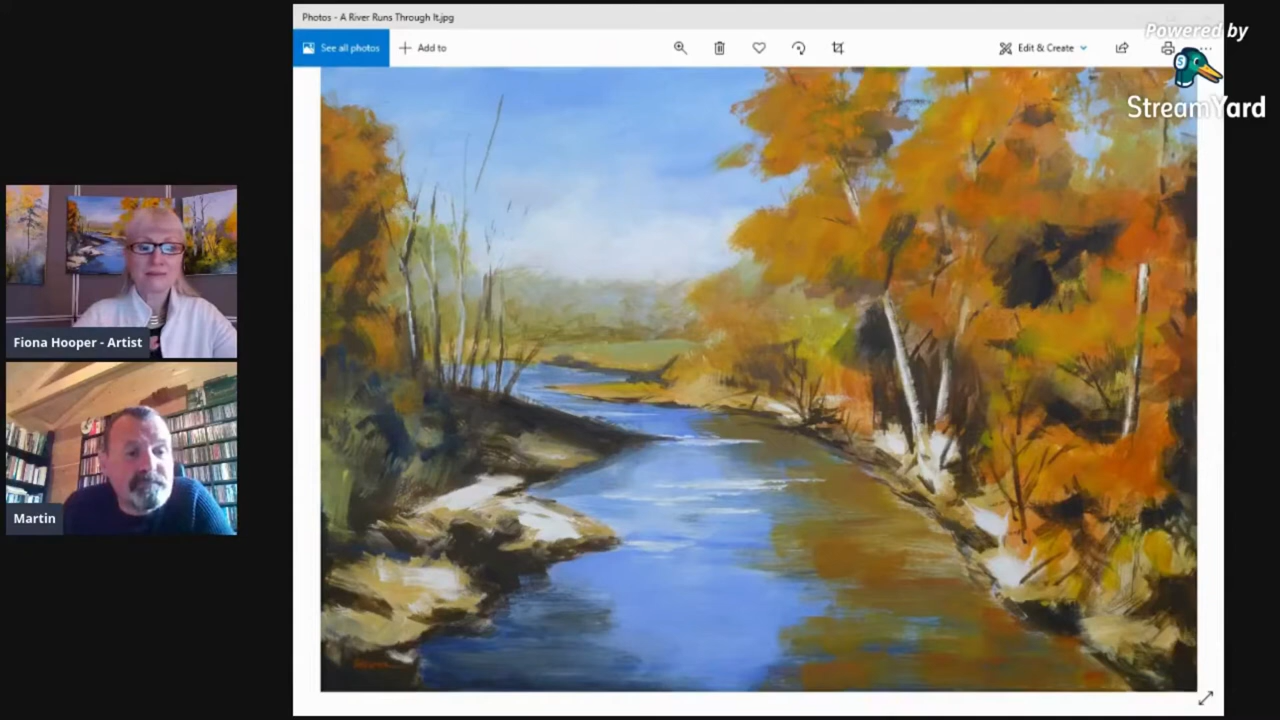 Photos - A River Runs Through It.jpg
See all photos
Add to
Edit & Create
Powered by
StreamYard
Fiona Hooper - Artist
Martin